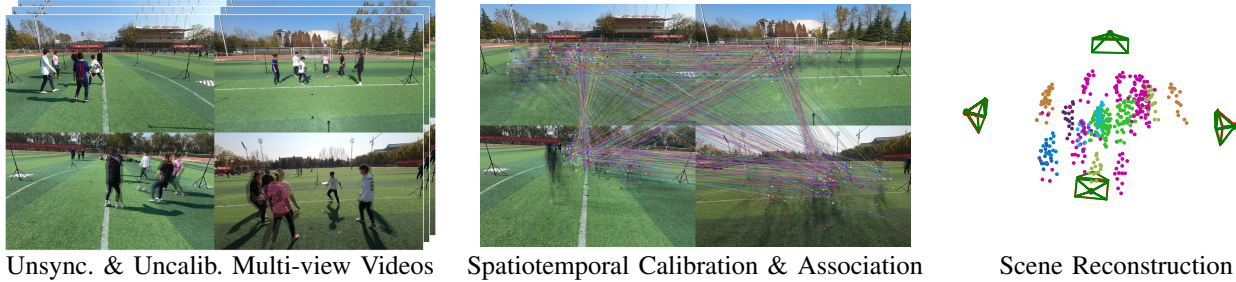 Unsync. & Uncalib. Multi-view Videos
Spatiotemporal Calibration & Association
Scene Reconstruction